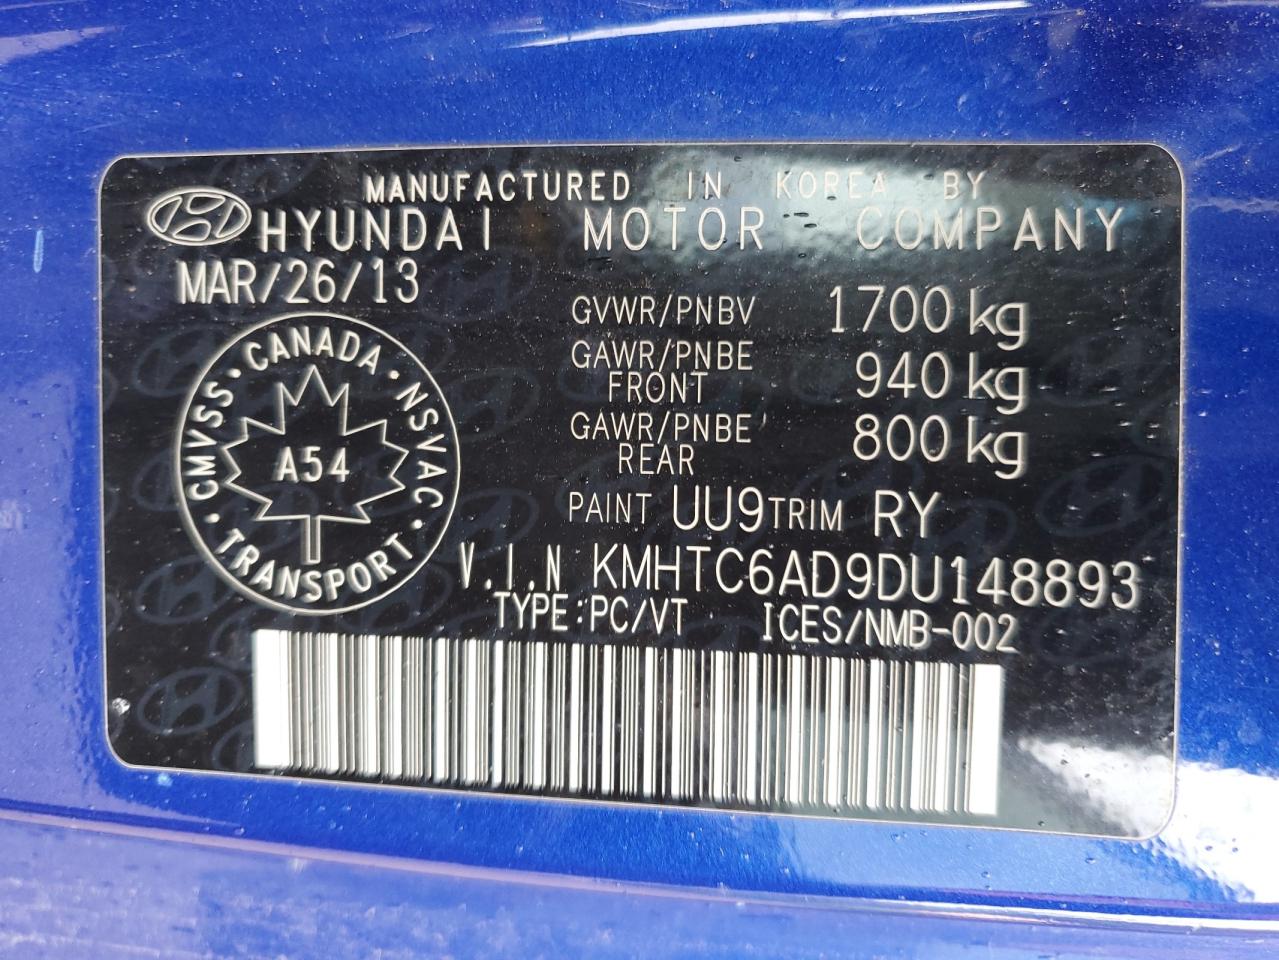 MANUFACTURED IN KOREA BY
HYUNDAI MOTOR COMPANY
MAR/26/13
GVWR/PNBV 1700 kg
GAWR/PNBE FRONT 940 kg
GAWR/PNBE REAR 800 kg
CMVSS · CANADA · NSVAC · TRANSPORT ·
A54
PAINT UU9 TRIM RY
V.I.N KMHTC6AD9DU148893
TYPE:PC/VT ICES/NMB-002